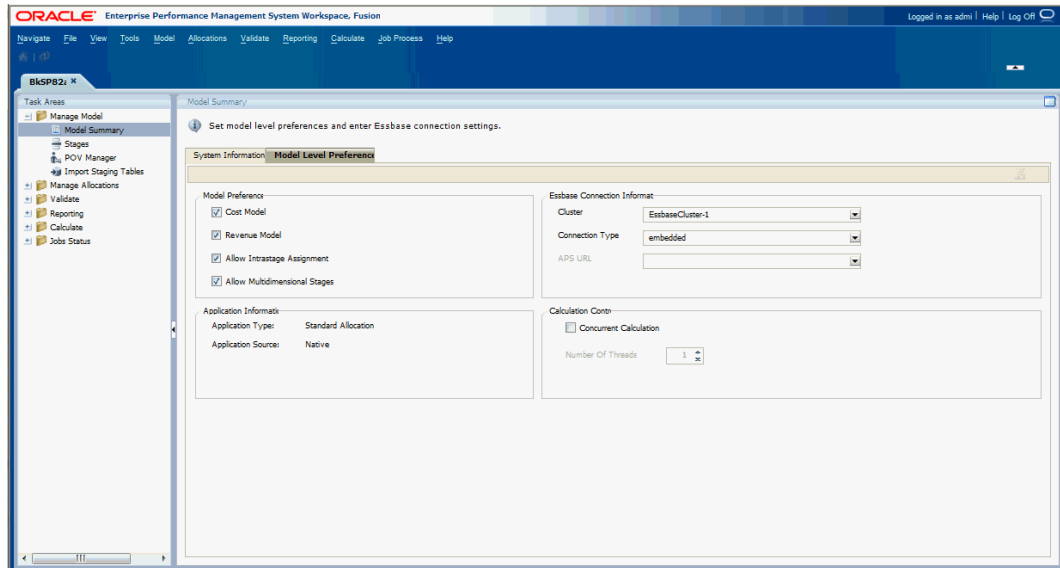 ORACLE Enterprise Performance Management System Workspace, Fusion
Logged in as admi | Help | Log Off
Navigate File View Tools Model Allocations Validate Reporting Calculate Job Process Help
BkSP82
Task Areas
Manage Model
Model Summary
Stages
POV Manager
Import Staging Tables
Manage Allocations
Validate
Reporting
Calculate
Jobs Status
Model Summary
Set model level preferences and enter Essbase connection settings.
System Information Model Level Preference
Model Preference
Cost Model
Revenue Model
Allow Intrastage Assignment
Allow Multidimensional Stages
Essbase Connection Informat
Cluster EssbaseCluster-1
Connection Type embedded
APS URL
Application Informati
Application Type: Standard Allocation
Application Source: Native
Calculation Contr
Concurrent Calculation
Number Of Threads 1